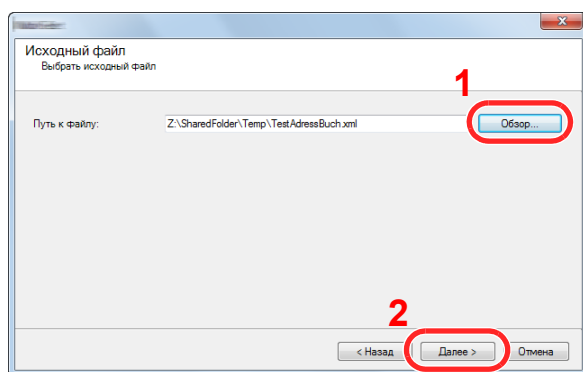 Исходный файл
Выбрать исходный файл
1
Путь к файлу: Z:\SharedFolder\Temp\TestAdressBuch.xml Обзор...
2
< Назад Далее > Отмена